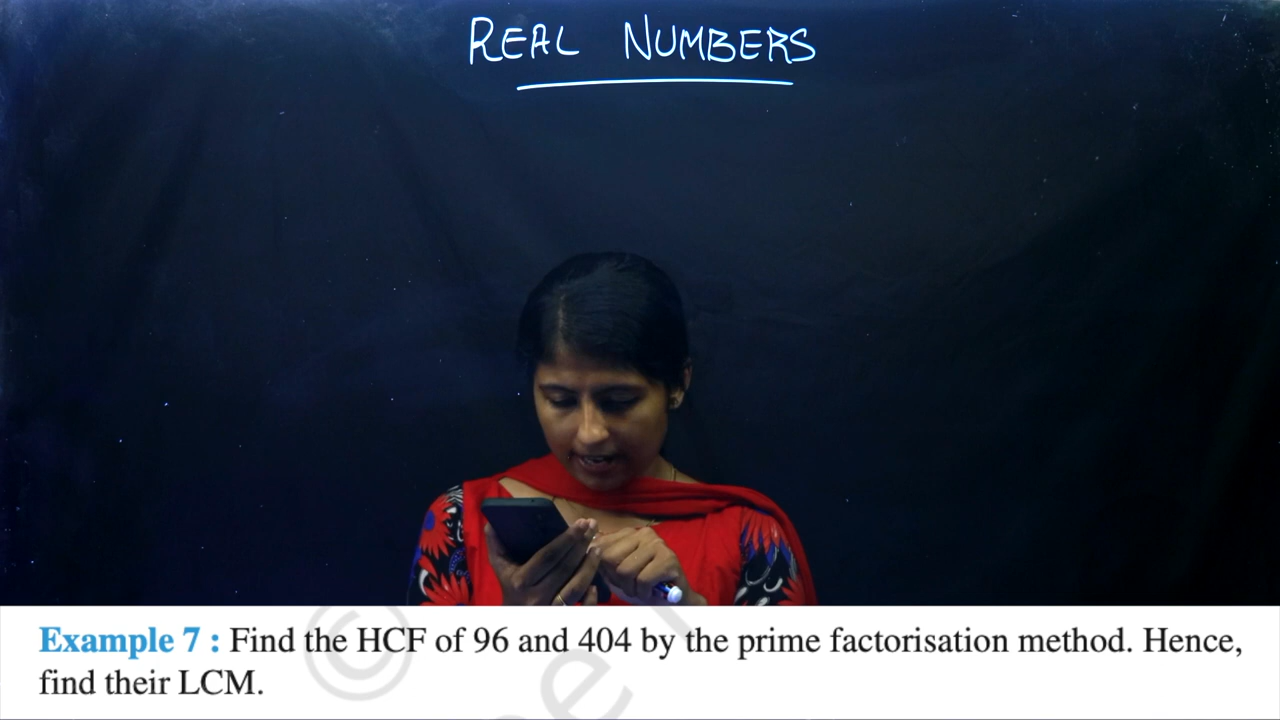 REAL NUMBERS
Example 7 : Find the HCF of 96 and 404 by the prime factorisation method. Hence,
find their LCM.